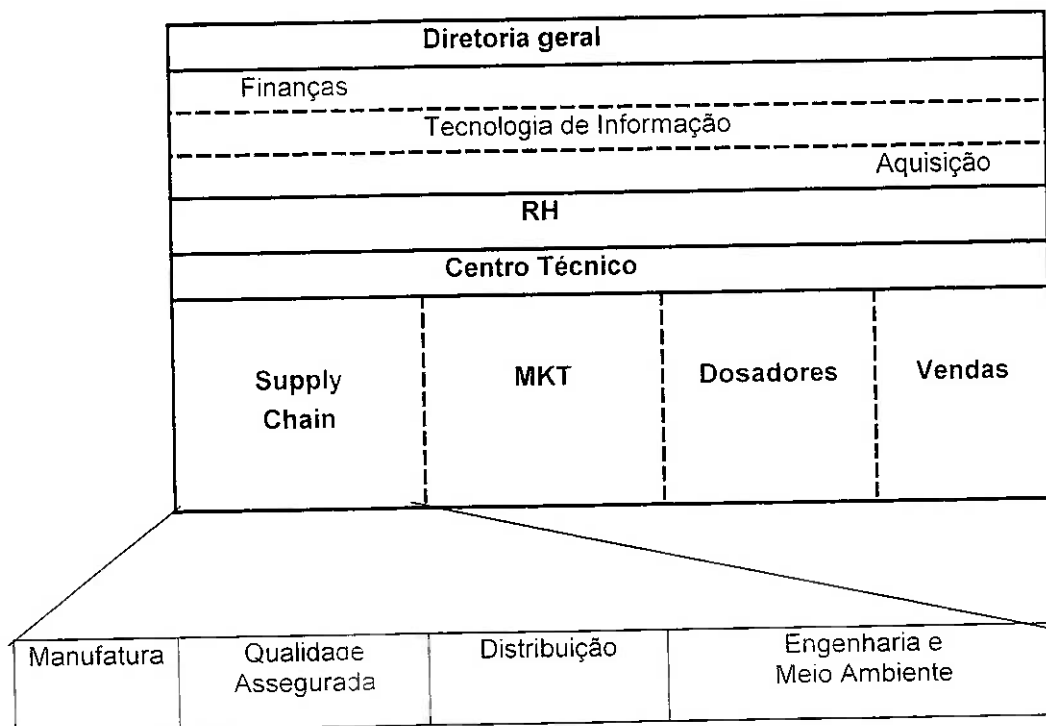 Diretoria geral
Finanças
Tecnologia de Informação
Aquisição
RH
Centro Técnico
Supply
Chain
MKT
Dosadores
Vendas
Manufatura
Qualidade
Assegurada
Distribuição
Engenharia e
Meio Ambiente